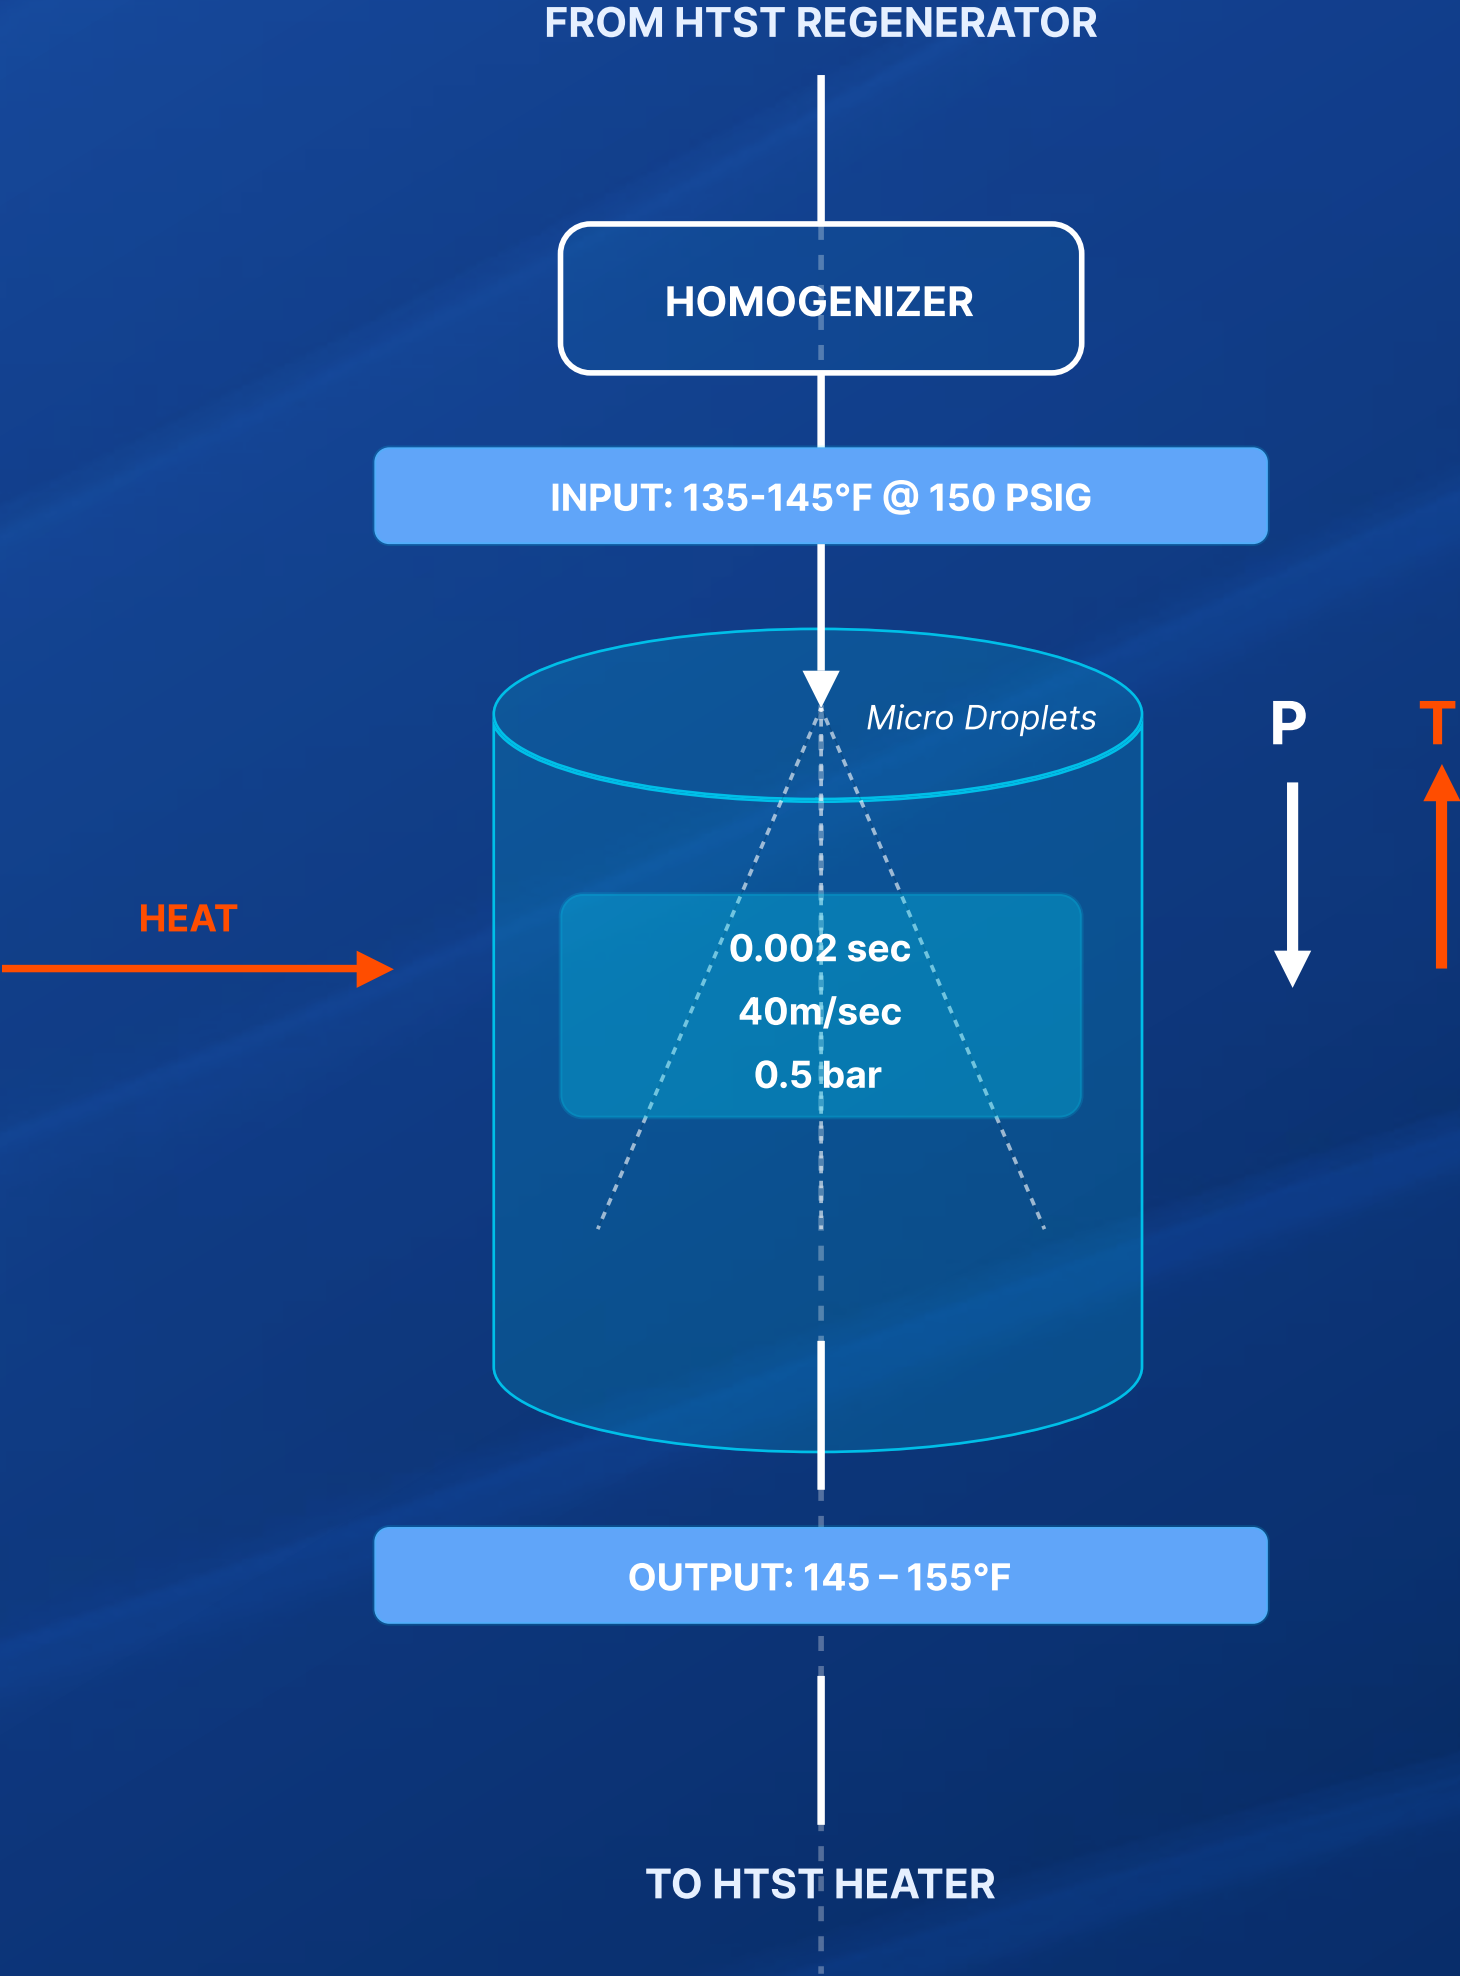 FROM HTST REGENERATOR
HOMOGENIZER
INPUT: 135-145°F @ 150 PSIG
Micro Droplets
P
T
HEAT
0.002 sec
40m/sec
0.5 bar
OUTPUT: 145 – 155°F
TO HTST HEATER